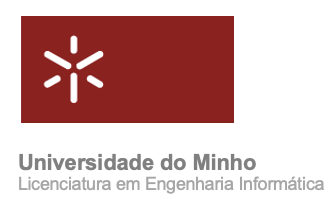 Universidade do Minho
Licenciatura em Engenharia Informática